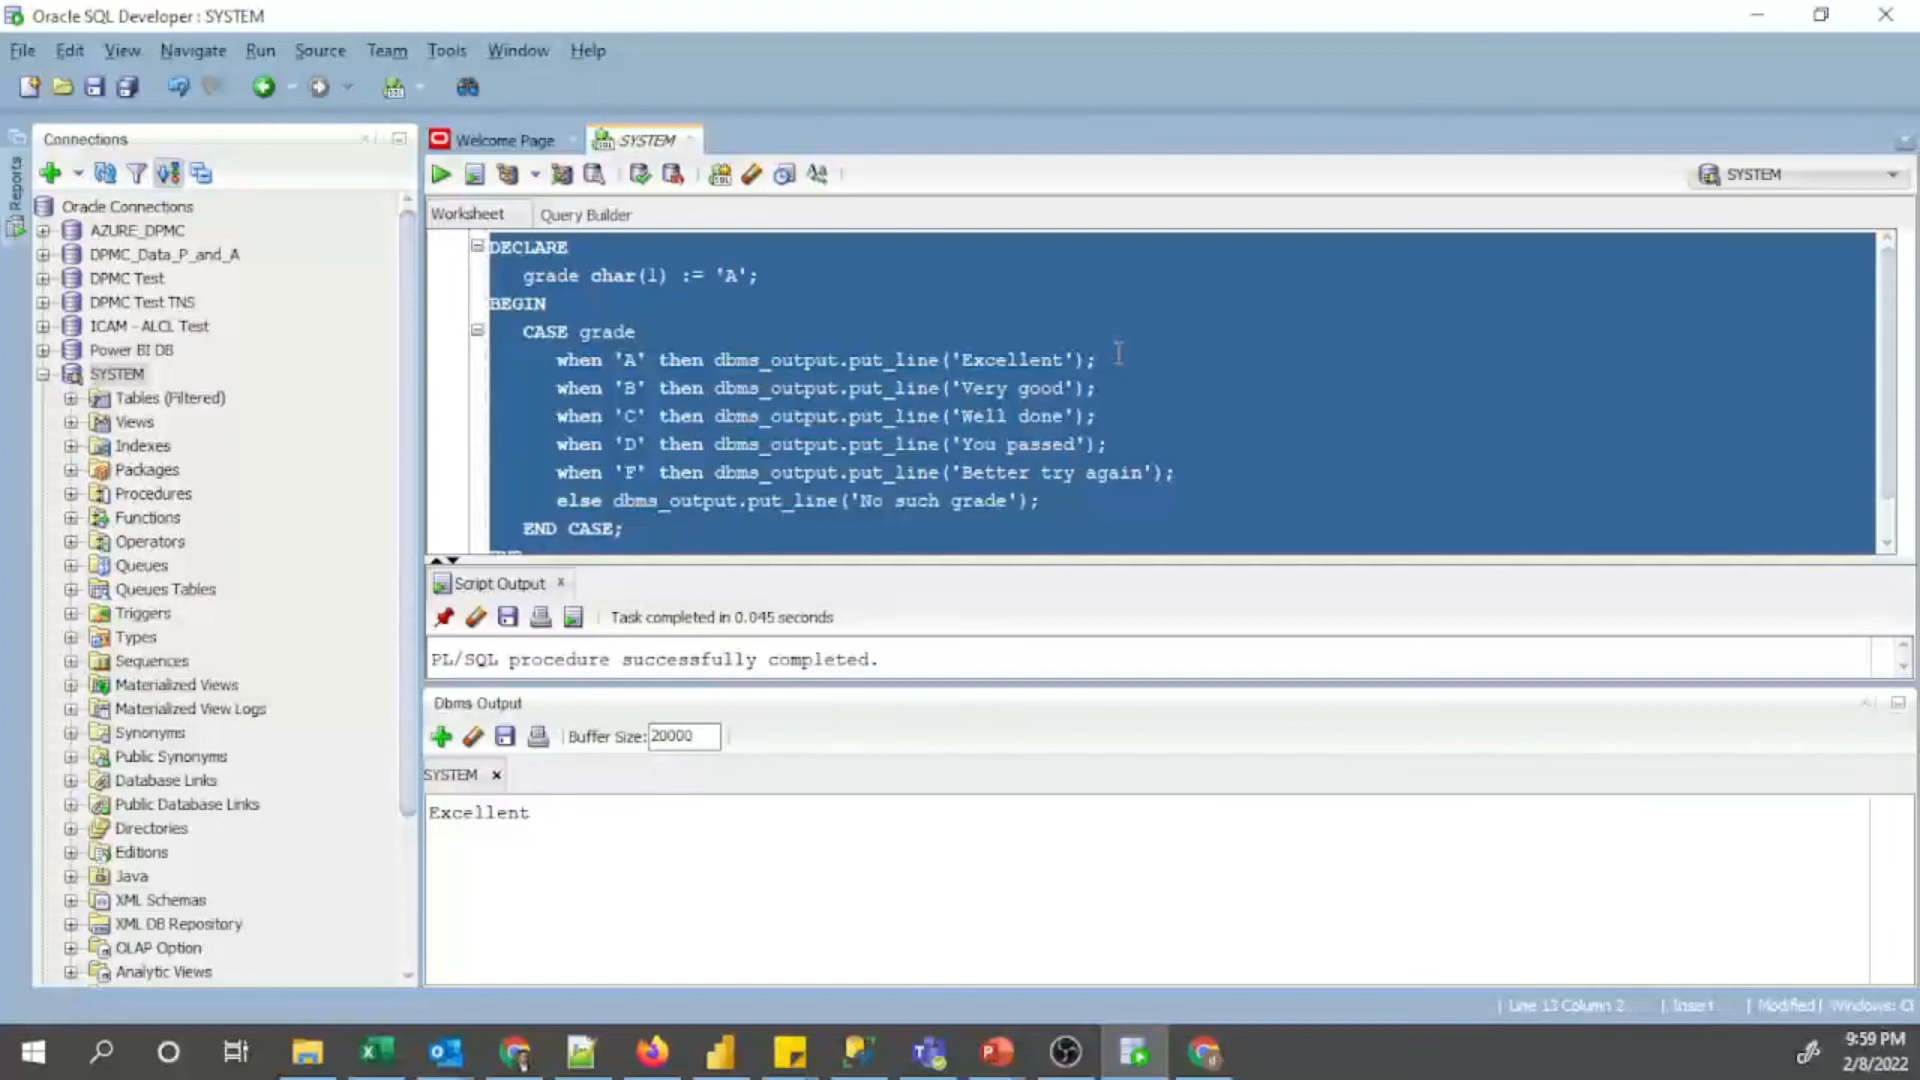 Oracle SQL Developer : SYSTEM
File Edit View Navigate Run Source Team Tools Window Help
Connections
Reports
Oracle Connections
AZURE_DPMC
DPMC_Data_P_and_A
DPMC Test
DPMC Test TNS
ICAM - ALCL Test
Power BI DB
SYSTEM
Tables (Filtered)
Views
Indexes
Packages
Procedures
Functions
Operators
Queues
Queues Tables
Triggers
Types
Sequences
Materialized Views
Materialized View Logs
Synonyms
Public Synonyms
Database Links
Public Database Links
Directories
Editions
Java
XML Schemas
XML DB Repository
OLAP Option
Analytic Views
Welcome Page SYSTEM
SYSTEM
Worksheet Query Builder
DECLARE
grade char(1) := 'A';
BEGIN
CASE grade
when 'A' then dbms_output.put_line('Excellent');
when 'B' then dbms_output.put_line('Very good');
when 'C' then dbms_output.put_line('Well done');
when 'D' then dbms_output.put_line('You passed');
when 'F' then dbms_output.put_line('Better try again');
else dbms_output.put_line('No such grade');
END CASE;
Script Output x
Task completed in 0.045 seconds
PL/SQL procedure successfully completed.
Dbms Output
Buffer Size: 20000
SYSTEM x
Excellent
Line 13 Column 2 Insert Modified Windows: Cl
9:59 PM
2/8/2022